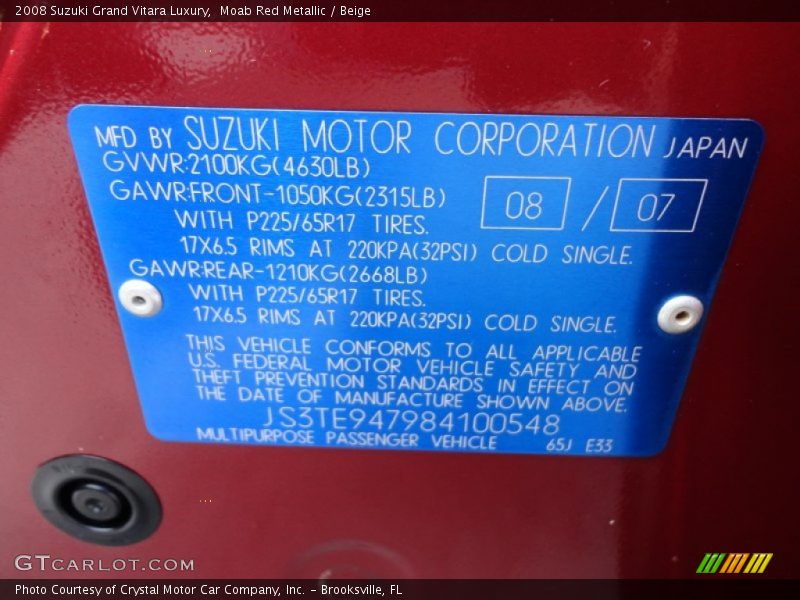 2008 Suzuki Grand Vitara Luxury,  Moab Red Metallic / Beige
MFD BY SUZUKI MOTOR CORPORATION JAPAN
GVWR:2100KG(4630LB)
GAWR:FRONT-1050KG(2315LB)
08 / 07
WITH P225/65R17 TIRES.
17X6.5 RIMS AT 220KPA(32PSI) COLD SINGLE.
GAWR:REAR-1210KG(2668LB)
WITH P225/65R17 TIRES.
17X6.5 RIMS AT 220KPA(32PSI) COLD SINGLE.
THIS VEHICLE CONFORMS TO ALL APPLICABLE
U.S. FEDERAL MOTOR VEHICLE SAFETY AND
THEFT PREVENTION STANDARDS IN EFFECT ON
THE DATE OF MANUFACTURE SHOWN ABOVE.
JS3TE947984100548
MULTIPURPOSE PASSENGER VEHICLE 65J E33
GTCARLOT.COM
Photo Courtesy of Crystal Motor Car Company, Inc. – Brooksville, FL